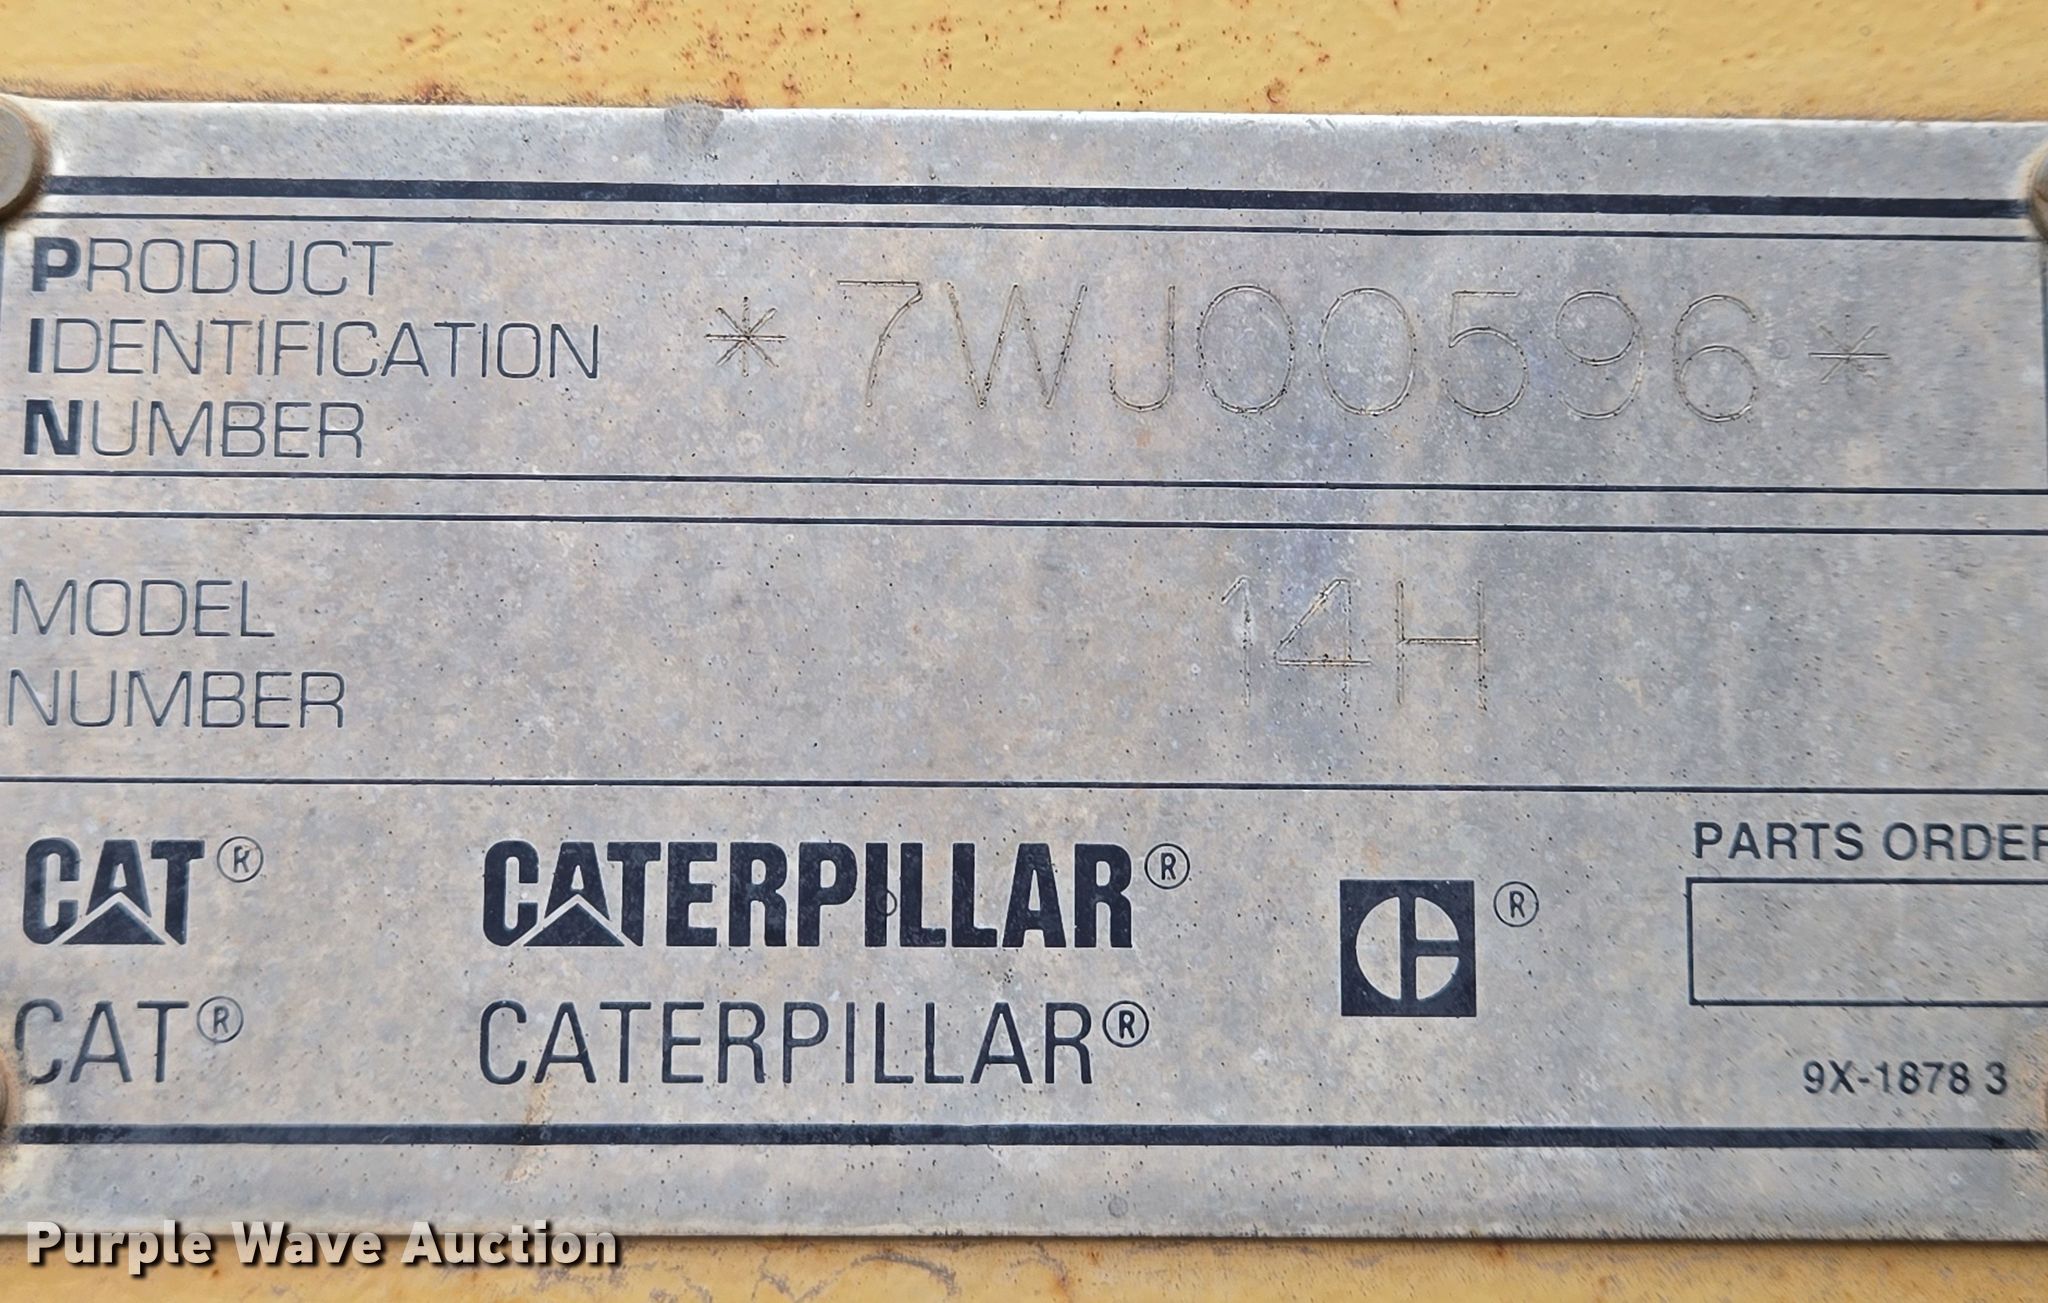 PRODUCT
IDENTIFICATION
NUMBER
*7WJ00596*
MODEL
NUMBER
14H
CAT® CATERPILLAR® ®
PARTS ORDER
CAT® CATERPILLAR®
9X-1878 3
Purple Wave Auction